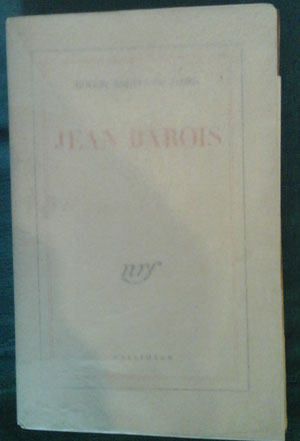 ROGER MARTIN DU GARD
JEAN BAROIS
nrf
GALLIMARD